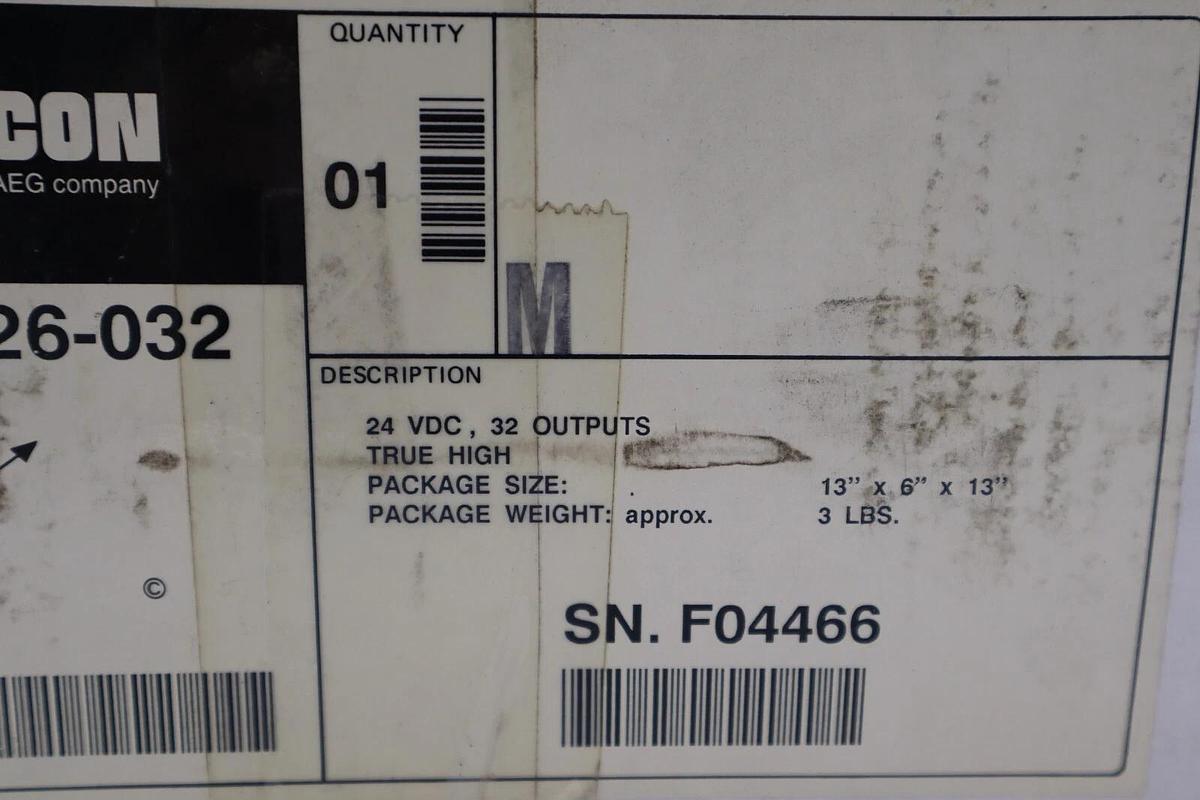 CON
AEG company
26-032
©
QUANTITY
01
M
DESCRIPTION
24 VDC, 32 OUTPUTS
TRUE HIGH
PACKAGE SIZE: 13” x 6” x 13”
PACKAGE WEIGHT: approx. 3 LBS.
SN. F04466